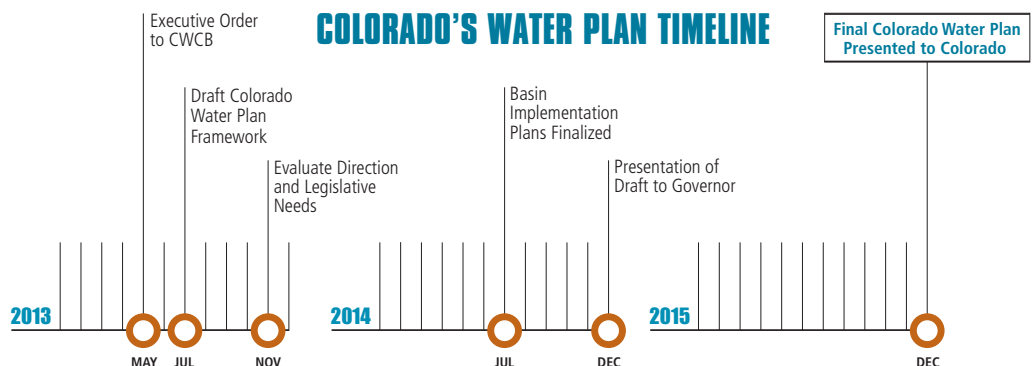 COLORADO'S WATER PLAN TIMELINE
Executive Order
to CWCB
Draft Colorado
Water Plan
Framework
Evaluate Direction
and Legislative
Needs
Basin
Implementation
Plans Finalized
Presentation of
Draft to Governor
Final Colorado Water Plan
Presented to Colorado
2013
MAY
JUL
NOV
2014
JUL
DEC
2015
DEC